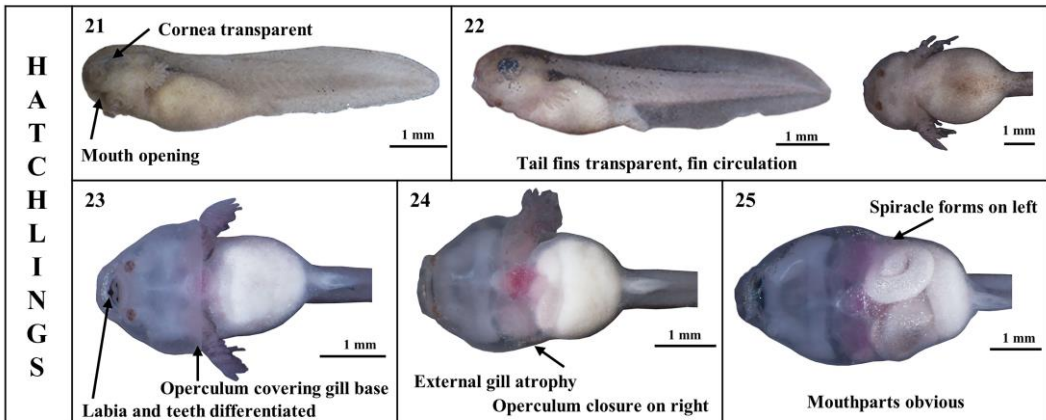 HATCHLINGS
21
Cornea transparent
Mouth opening
1 mm
22
1 mm
1 mm
Tail fins transparent, fin circulation
23
1 mm
Operculum covering gill base
Labia and teeth differentiated
24
1 mm
External gill atrophy
Operculum closure on right
25
Spiracle forms on left
1 mm
Mouthparts obvious